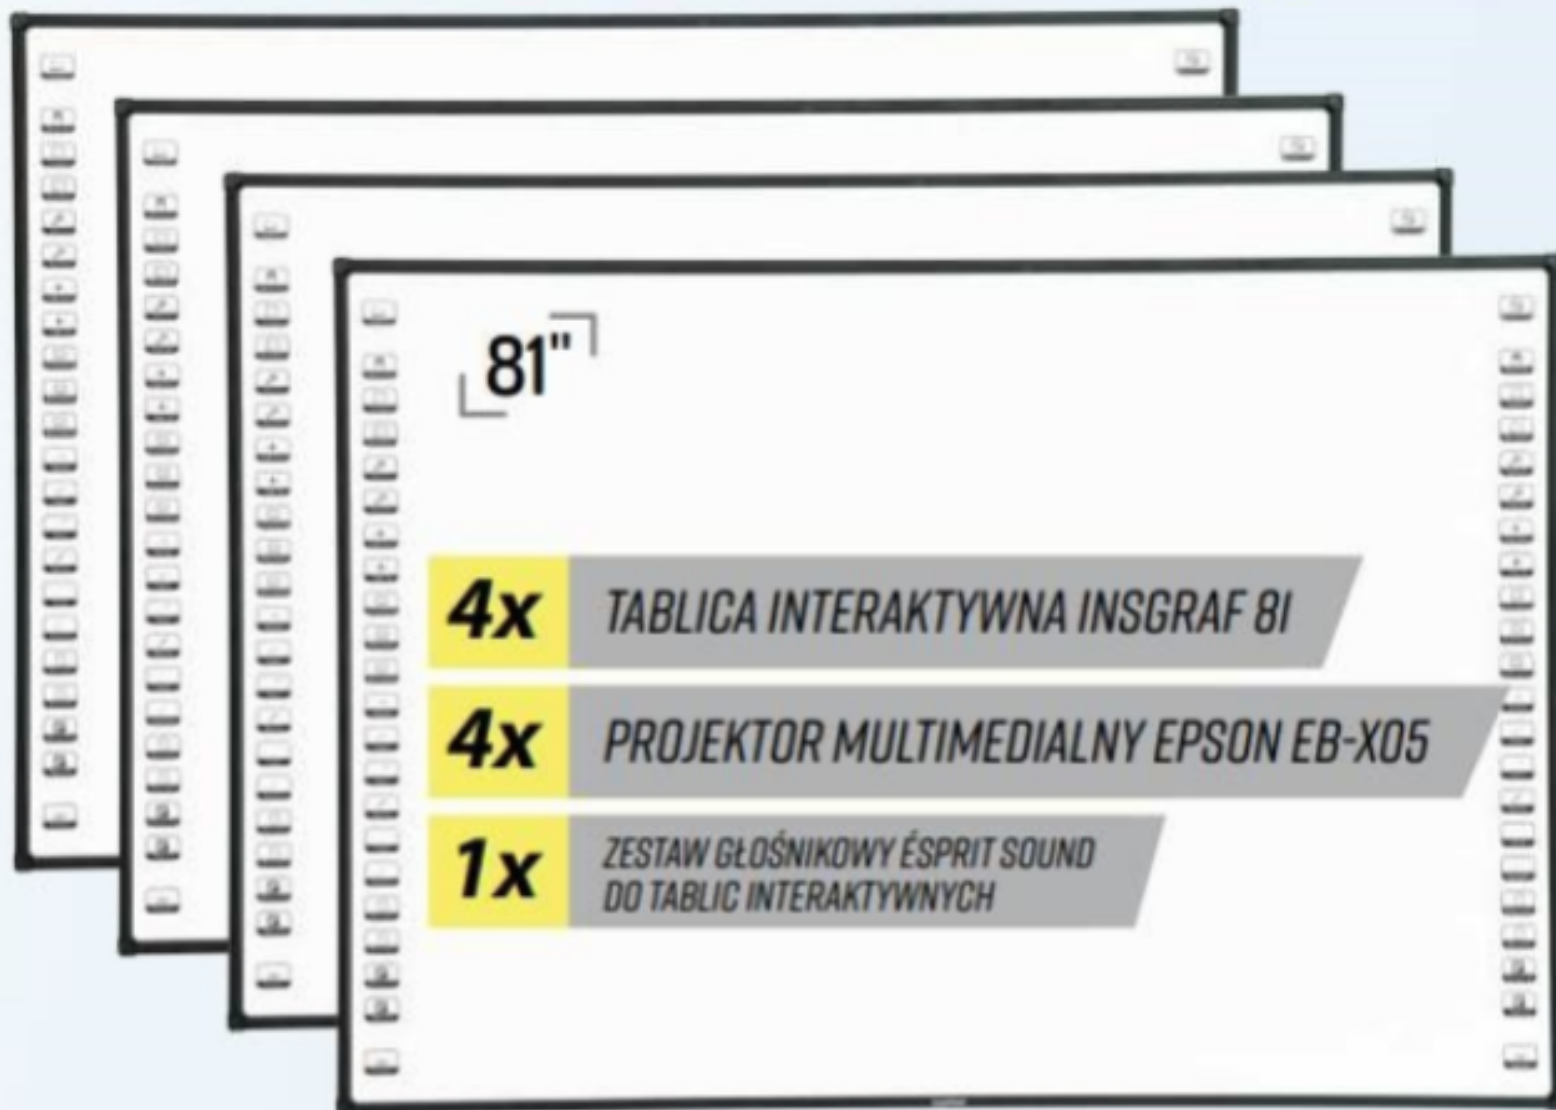 81"
4x TABLICA INTERAKTYWNA INSGRAF 81
4x PROJEKTOR MULTIMEDIALNY EPSON EB-X05
1x ZESTAW GŁOŚNIKOWY ÉSPRIT SOUND
DO TABLIC INTERAKTYWNYCH